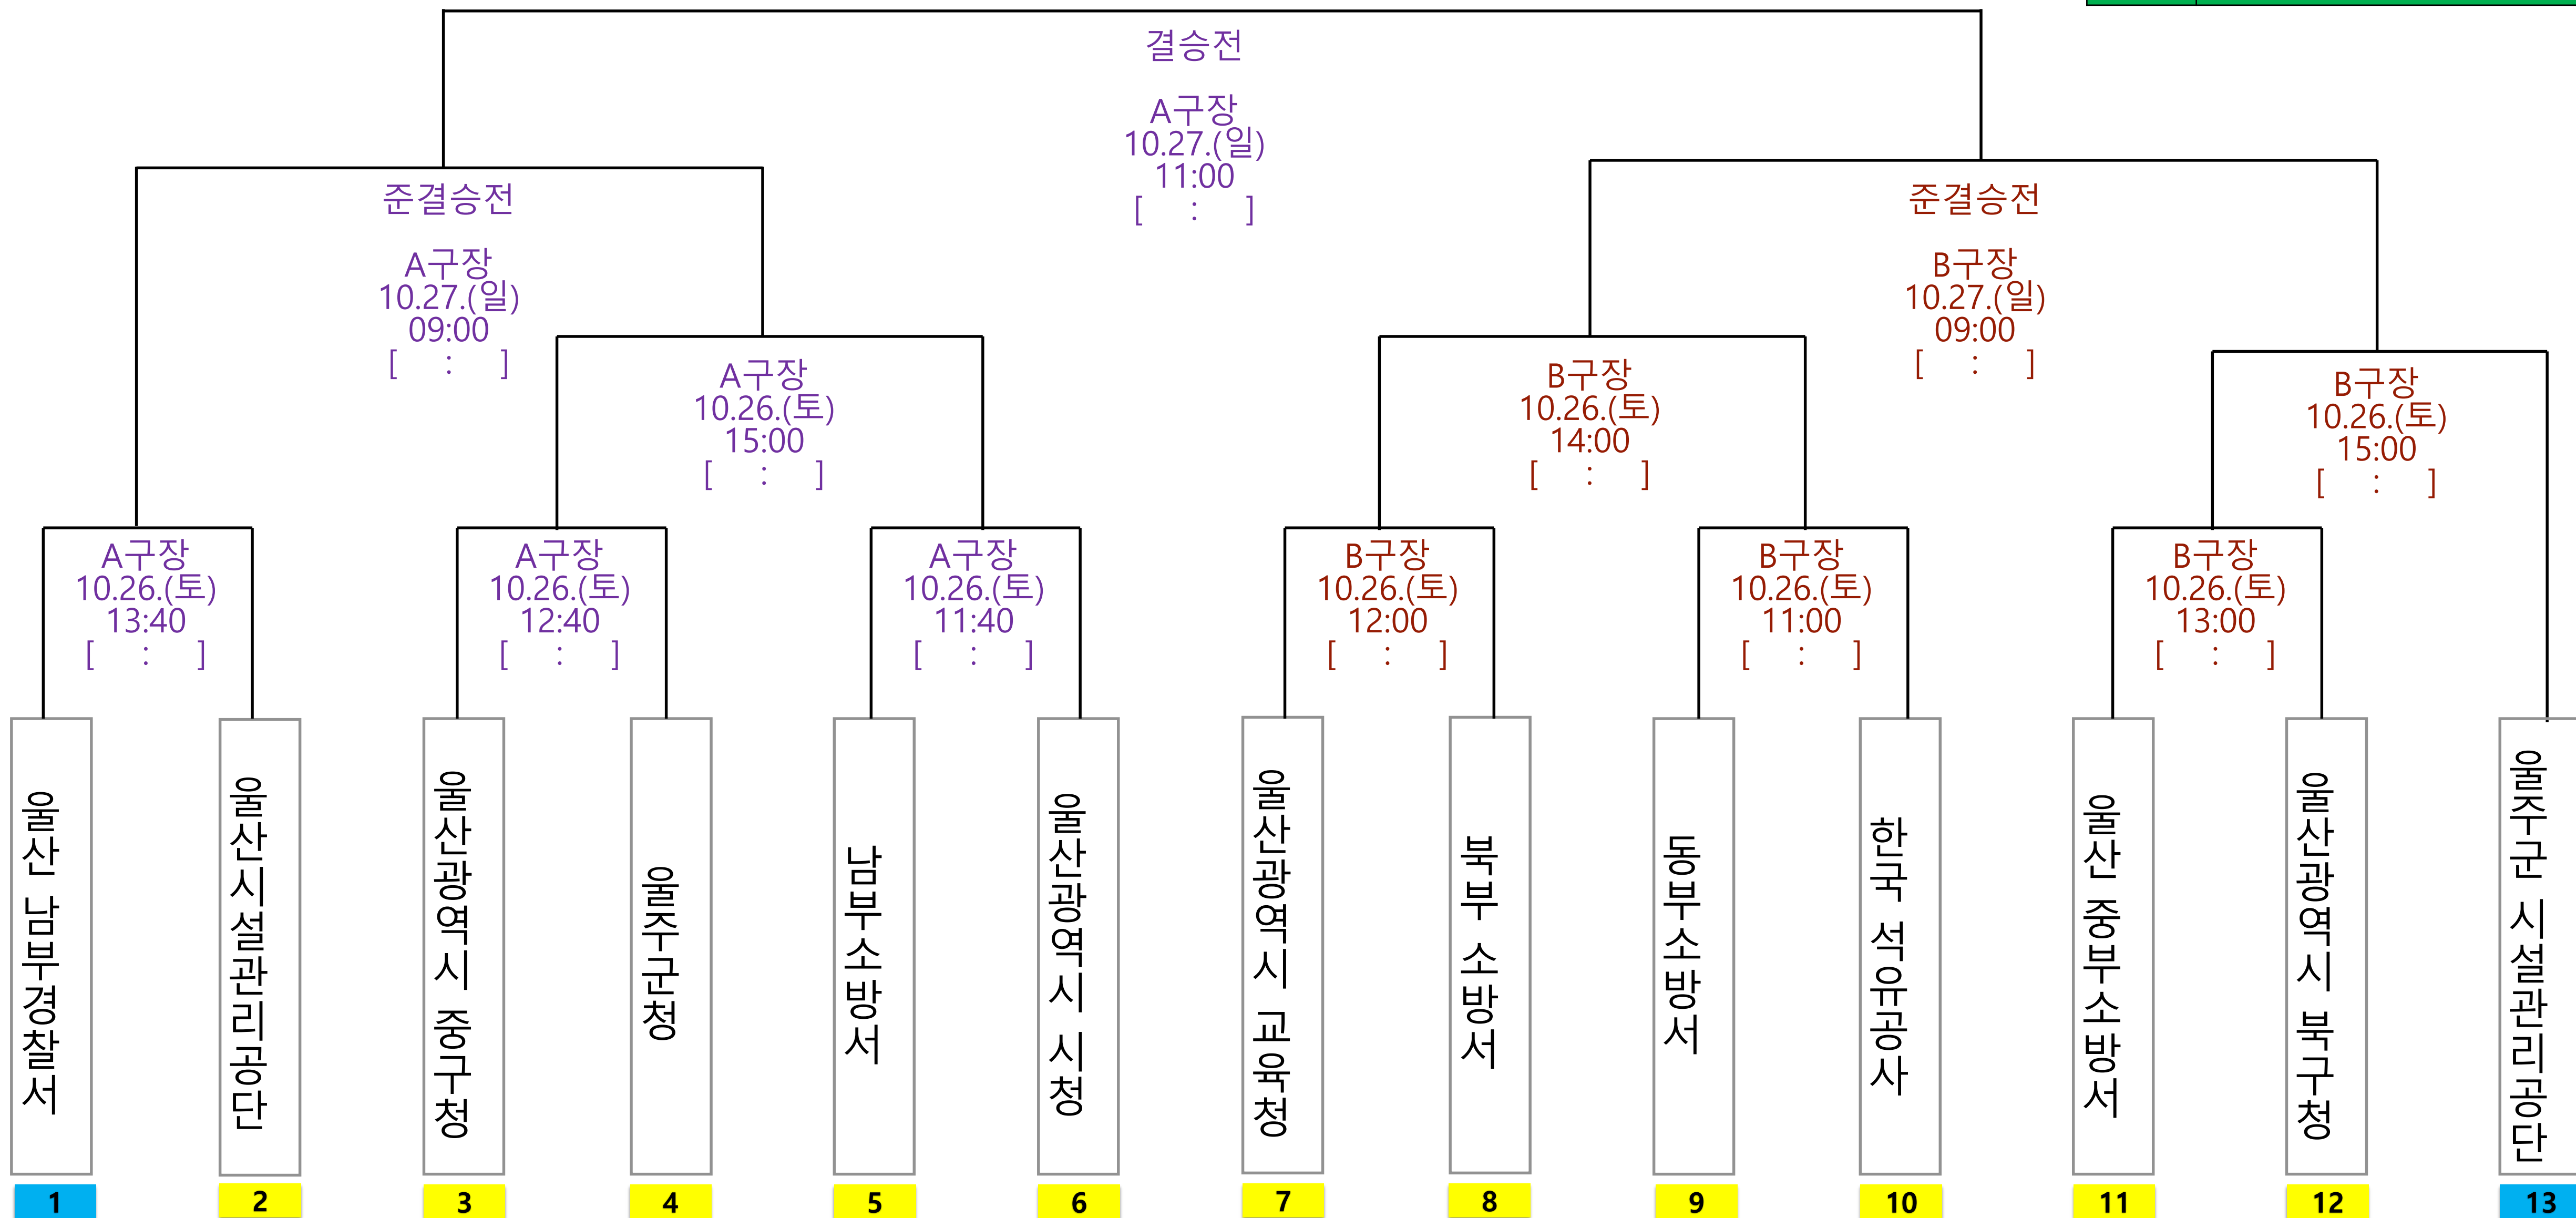 결승전
A구장
10.27.(일)
11:00
[ : ]
준결승전
A구장
10.27.(일)
09:00
[ : ]
준결승전
B구장
10.27.(일)
09:00
[ : ]
A구장
10.26.(토)
15:00
[ : ]
B구장
10.26.(토)
14:00
[ : ]
B구장
10.26.(토)
15:00
[ : ]
A구장
10.26.(토)
13:40
[ : ]
A구장
10.26.(토)
12:40
[ : ]
A구장
10.26.(토)
11:40
[ : ]
B구장
10.26.(토)
12:00
[ : ]
B구장
10.26.(토)
11:00
[ : ]
B구장
10.26.(토)
13:00
[ : ]
울산 남부경찰서
울산시설관리공단
울산광역시 중구청
울주군청
남부소방서
울산광역시 시청
울산광역시 교육청
북부 소방서
동부소방서
한국 석유공사
울산 중부소방서
울산광역시 북구청
울주군 시설관리공단
1
2
3
4
5
6
7
8
9
10
11
12
13